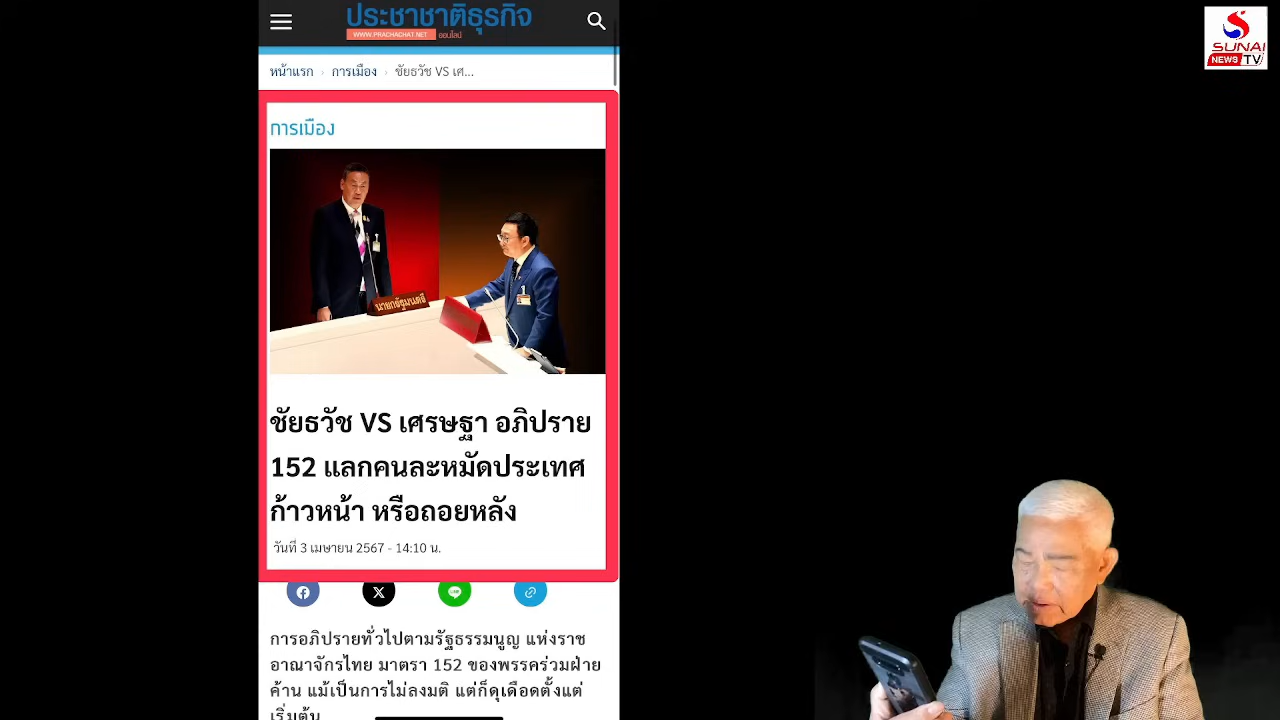 ประชาชาติธุรกิจ
WWW.PRACHACHAT.NET ออนไลน์
SUNAI
NEWS TV
หน้าแรก › การเมือง › ชัยธวัช VS เศ...
การเมือง
นายกรัฐมนตรี
ชัยธวัช VS เศรษฐา อภิปราย
152 แลกคนละหมัดประเทศ
ก้าวหน้า หรือถอยหลัง
วันที่ 3 เมษายน 2567 - 14:10 น.
การอภิปรายทั่วไปตามรัฐธรรมนูญ แห่งราช
อาณาจักรไทย มาตรา 152 ของพรรคร่วมฝ่าย
ค้าน แม้เป็นการไม่ลงมติ แต่ก็ดุเดือดตั้งแต่
เริ่มต้น